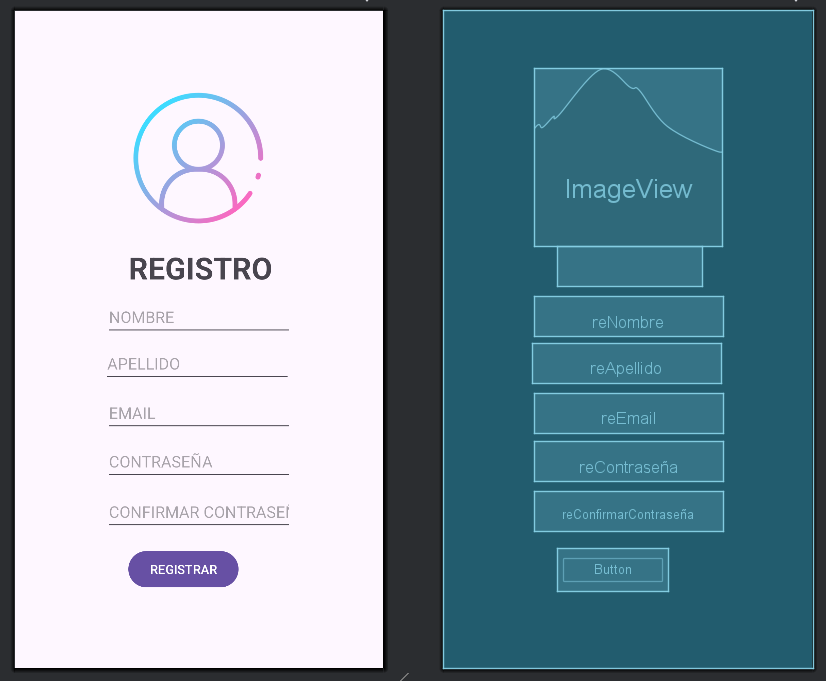 REGISTRO
NOMBRE
APELLIDO
EMAIL
CONTRASEÑA
CONFIRMAR CONTRASEÑ
REGISTRAR
ImageView
reNombre
reApellido
reEmail
reContraseña
reConfirmarContraseña
Button